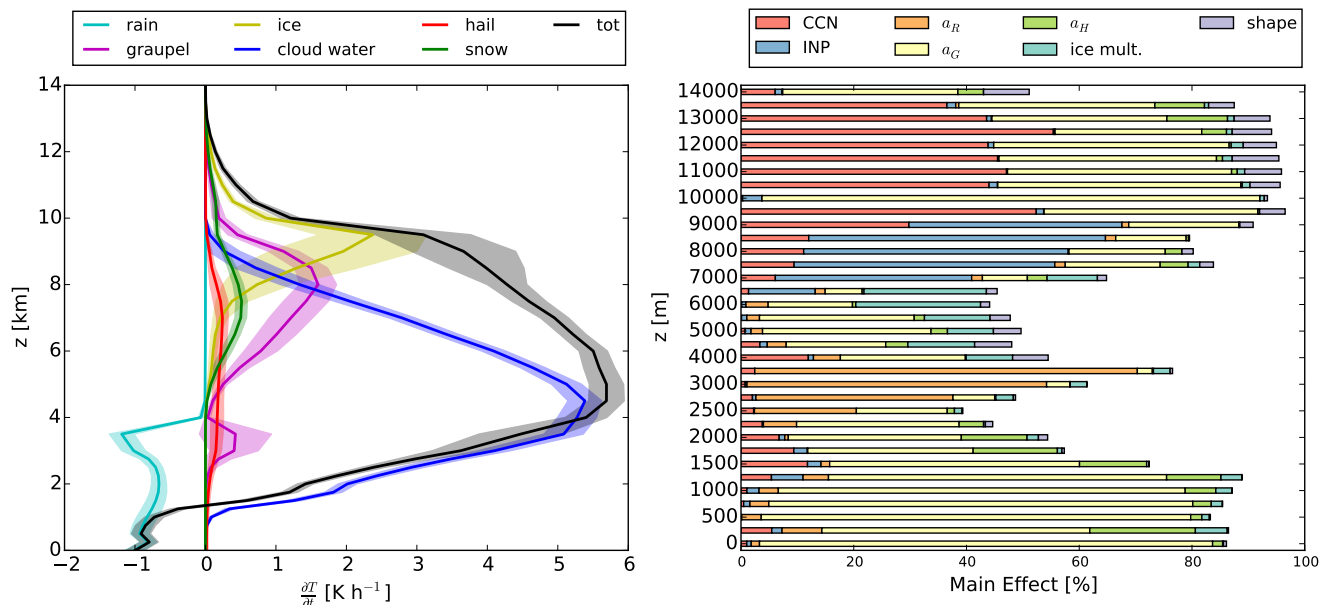 rain ice hail tot
graupel cloud water snow
14
12
10
8
6
4
2
0
z [km]
−2 −1 0 1 2 3 4 5 6
∂T/∂t [K h⁻¹]
CCN a_R a_H shape
INP a_G ice mult.
14000
13000
12000
11000
10000
9000
8000
7000
6000
5000
4000
3000
2500
2000
1500
1000
500
0
z [m]
0 20 40 60 80 100
Main Effect [%]